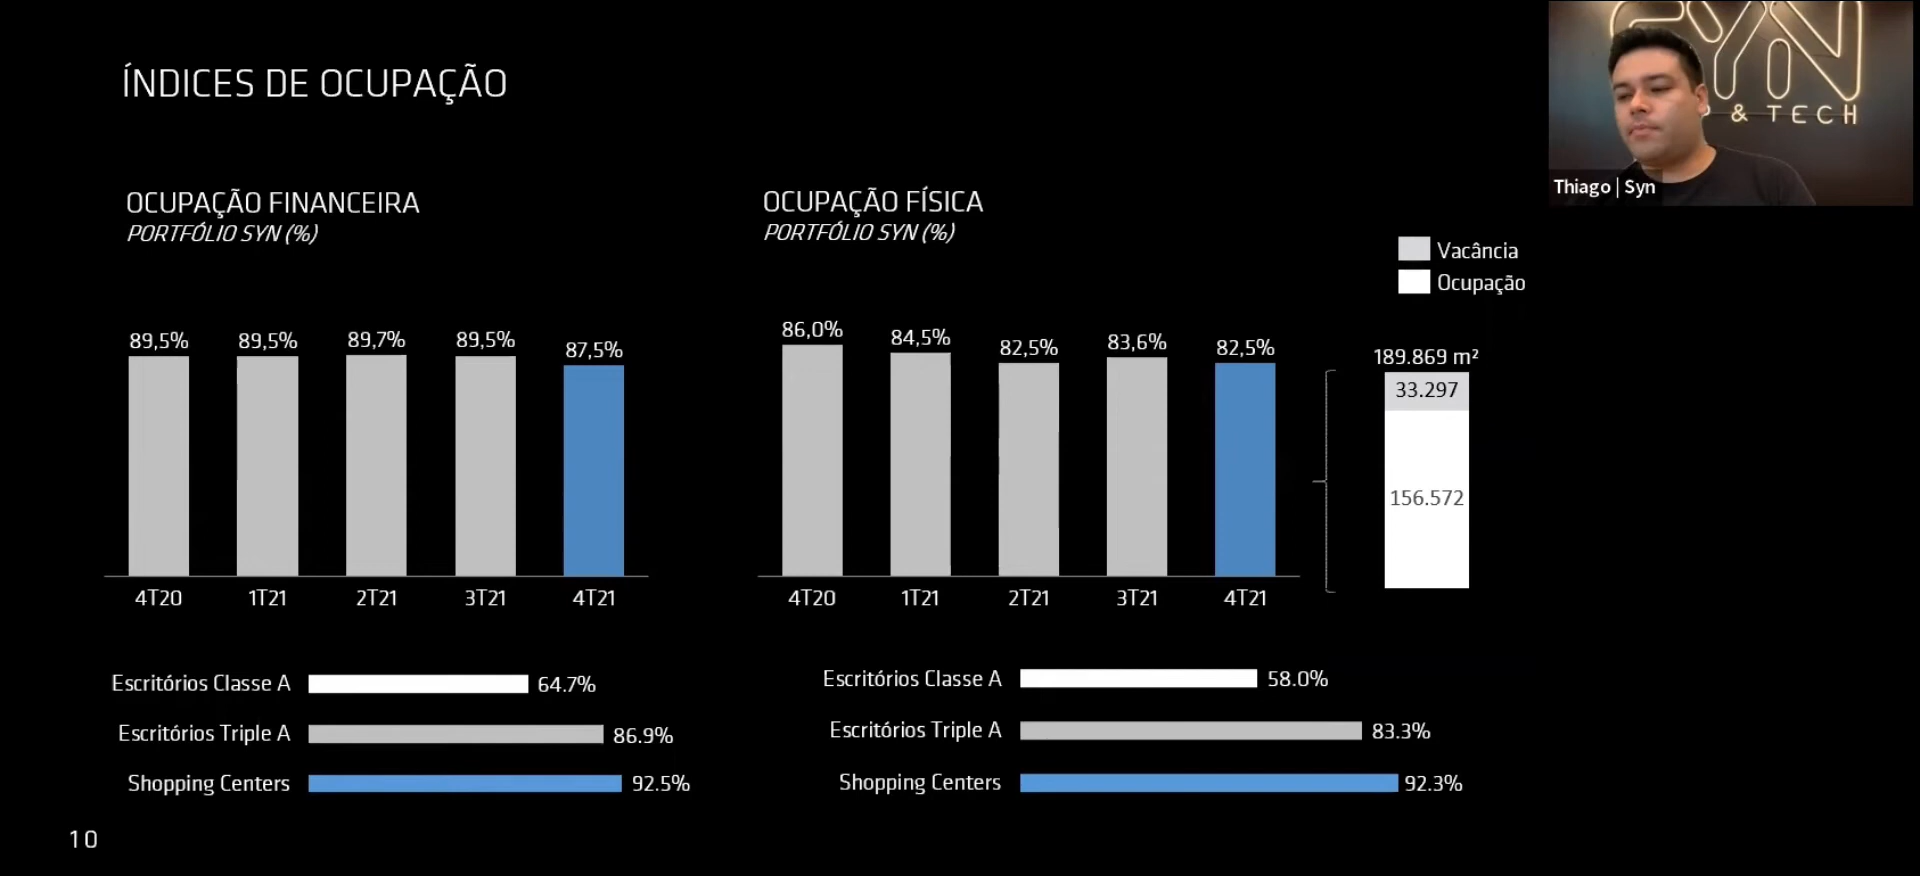 ÍNDICES DE OCUPAÇÃO
SYN
& TECH
Thiago | Syn
OCUPAÇÃO FINANCEIRA
PORTFÓLIO SYN (%)
89,5%
89,5%
89,7%
89,5%
87,5%
4T20
1T21
2T21
3T21
4T21
Escritórios Classe A
64.7%
Escritórios Triple A
86.9%
Shopping Centers
92.5%
OCUPAÇÃO FÍSICA
PORTFÓLIO SYN (%)
86,0%
84,5%
82,5%
83,6%
82,5%
4T20
1T21
2T21
3T21
4T21
Vacância
Ocupação
189.869 m²
33.297
156.572
Escritórios Classe A
58.0%
Escritórios Triple A
83.3%
Shopping Centers
92.3%
10